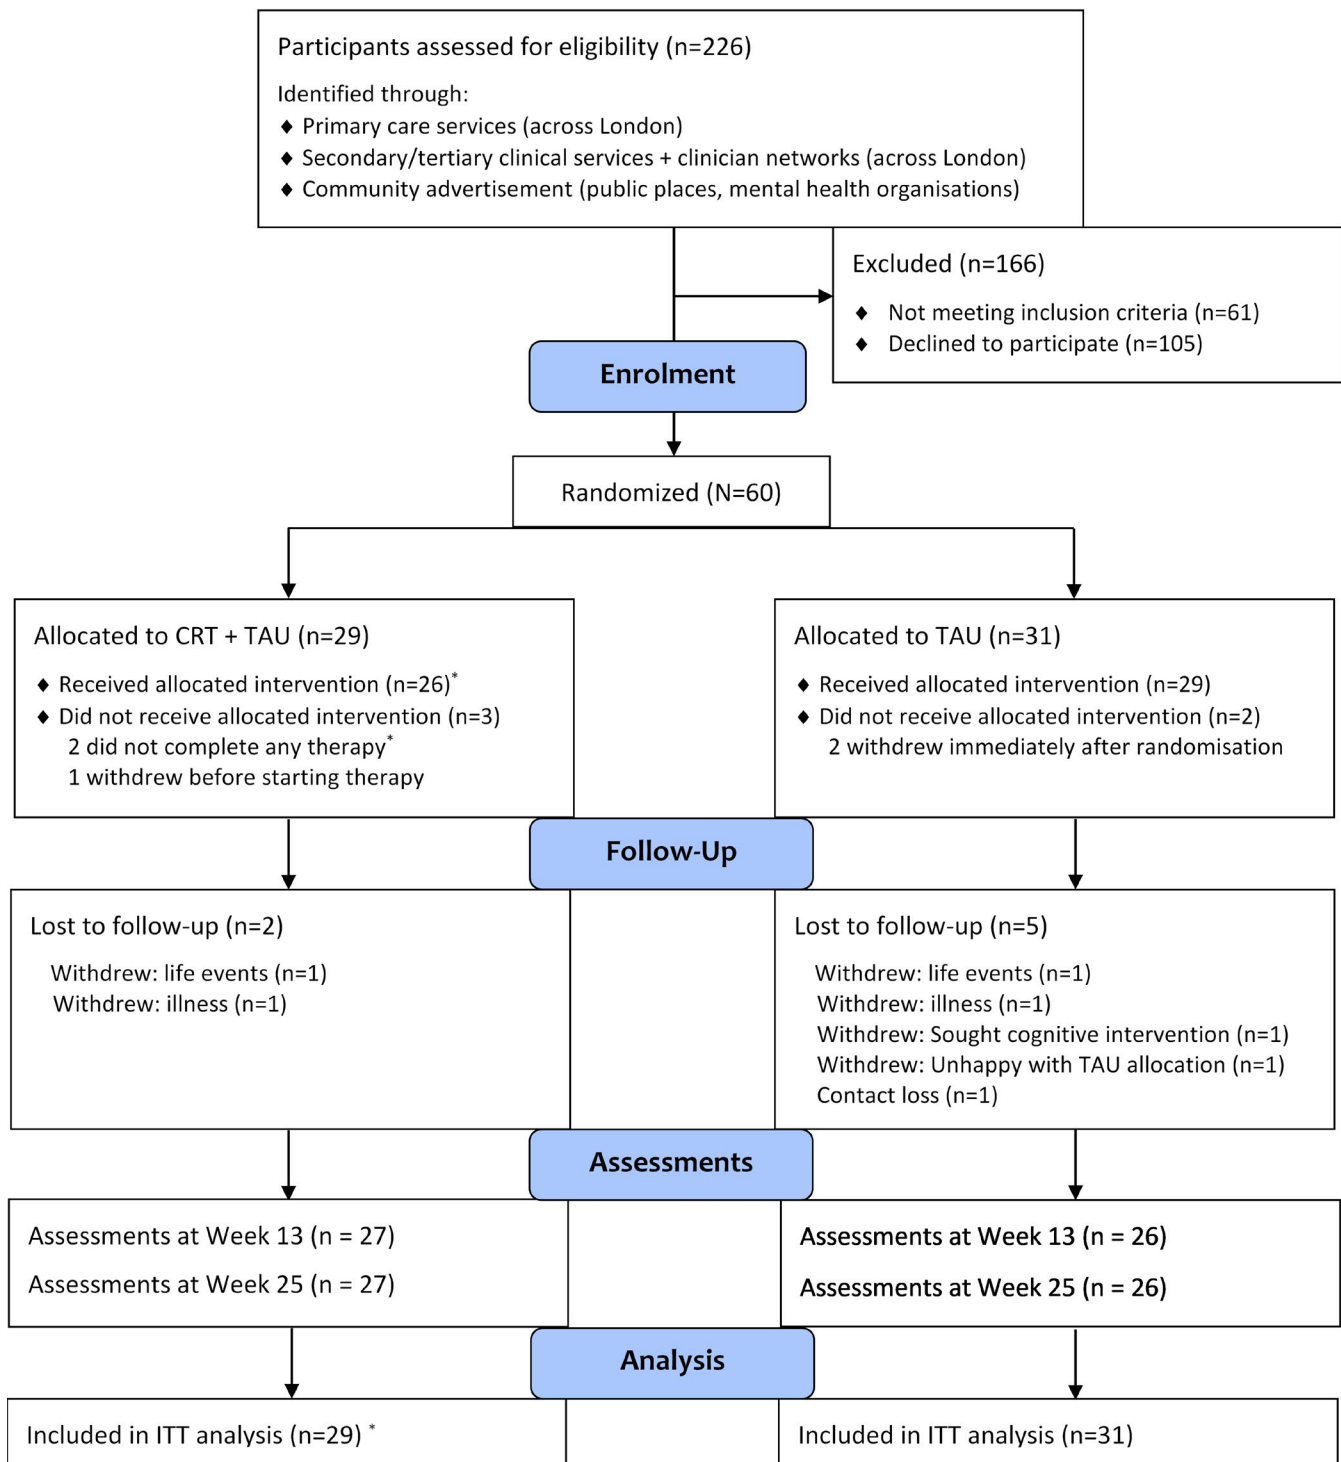 Participants assessed for eligibility (n=226)
Identified through:
♦ Primary care services (across London)
♦ Secondary/tertiary clinical services + clinician networks (across London)
♦ Community advertisement (public places, mental health organisations)
Excluded (n=166)
♦ Not meeting inclusion criteria (n=61)
♦ Declined to participate (n=105)
Enrolment
Randomized (N=60)
Allocated to CRT + TAU (n=29)
♦ Received allocated intervention (n=26)*
♦ Did not receive allocated intervention (n=3)
2 did not complete any therapy*
1 withdrew before starting therapy
Allocated to TAU (n=31)
♦ Received allocated intervention (n=29)
♦ Did not receive allocated intervention (n=2)
2 withdrew immediately after randomisation
Follow-Up
Lost to follow-up (n=2)
Withdrew: life events (n=1)
Withdrew: illness (n=1)
Lost to follow-up (n=5)
Withdrew: life events (n=1)
Withdrew: illness (n=1)
Withdrew: Sought cognitive intervention (n=1)
Withdrew: Unhappy with TAU allocation (n=1)
Contact loss (n=1)
Assessments
Assessments at Week 13 (n = 27)
Assessments at Week 25 (n = 27)
Assessments at Week 13 (n = 26)
Assessments at Week 25 (n = 26)
Analysis
Included in ITT analysis (n=29) *
Included in ITT analysis (n=31)